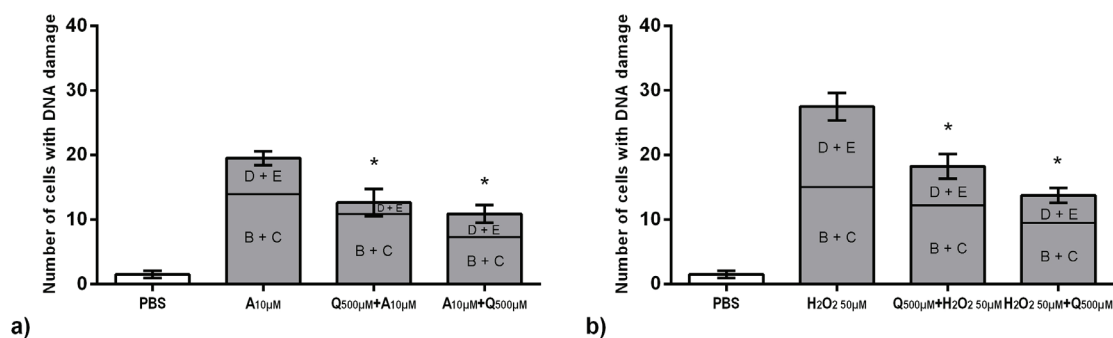 Number of cells with DNA damage
40
30
20
10
0
D + E
B + C
*
D + E
B + C
*
D + E
B + C
PBS
A10µM
Q500µM+A10µM
A10µM+Q500µM
a)
Number of cells with DNA damage
40
30
20
10
0
D + E
B + C
*
D + E
B + C
*
D + E
B + C
PBS
H2O2 50µM
Q500µM+H2O2 50µM
H2O2 50µM+Q500µM
b)